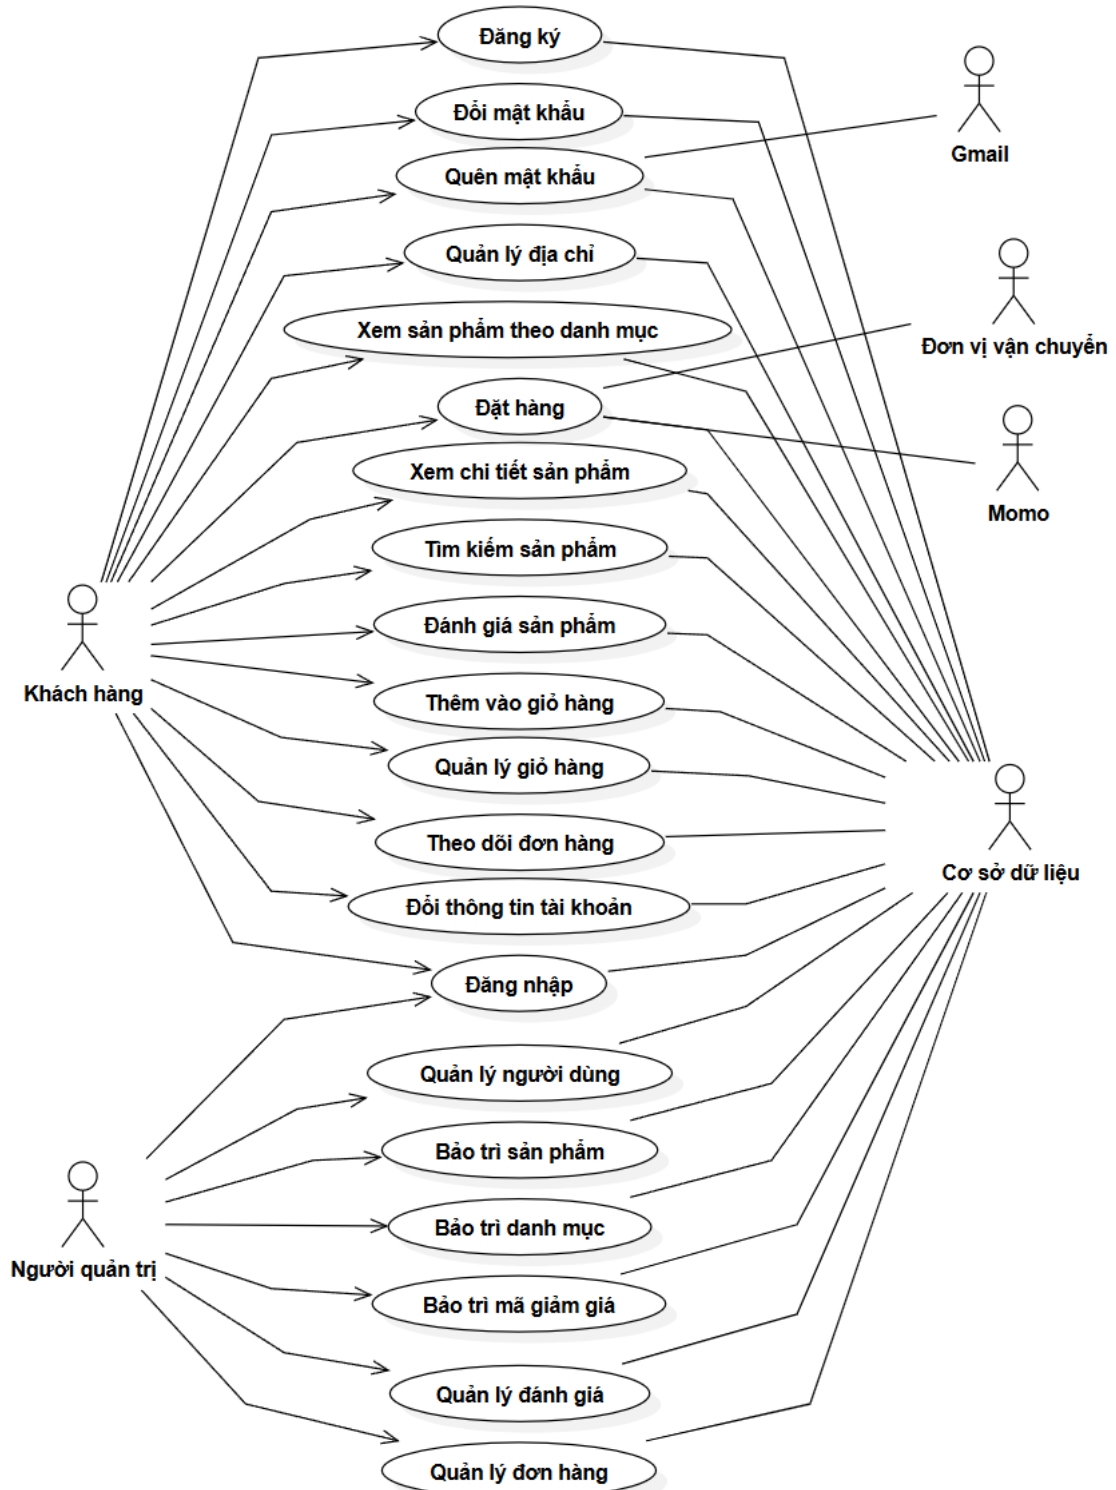 Đăng ký
Đổi mật khẩu
Gmail
Quên mật khẩu
Quản lý địa chỉ
Xem sản phẩm theo danh mục
Đơn vị vận chuyển
Đặt hàng
Xem chi tiết sản phẩm
Momo
Tìm kiếm sản phẩm
Đánh giá sản phẩm
Khách hàng
Thêm vào giỏ hàng
Quản lý giỏ hàng
Theo dõi đơn hàng
Cơ sở dữ liệu
Đổi thông tin tài khoản
Đăng nhập
Quản lý người dùng
Bảo trì sản phẩm
Bảo trì danh mục
Người quản trị
Bảo trì mã giảm giá
Quản lý đánh giá
Quản lý đơn hàng